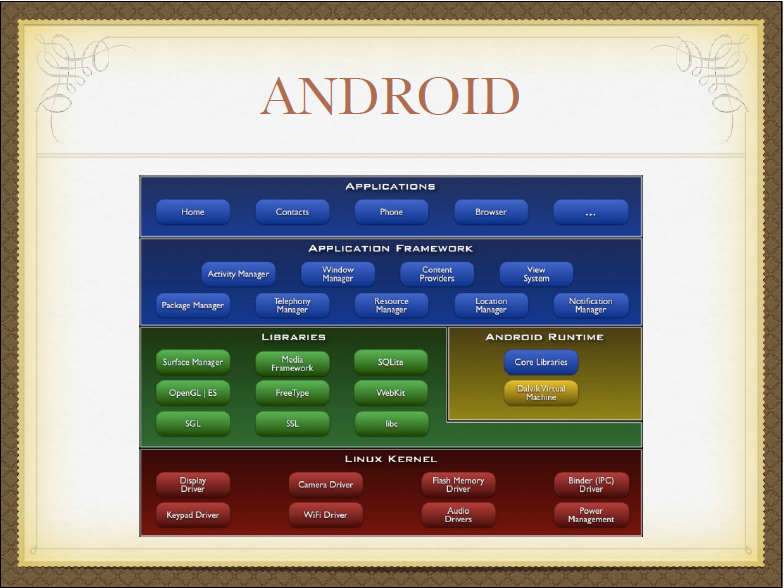 ANDROID
APPLICATIONS
Home Contacts Phone Browser ...
APPLICATION FRAMEWORK
Activity Manager Window Manager Content Providers View System
Package Manager Telephony Manager Resource Manager Location Manager Notification Manager
LIBRARIES
Surface Manager Media Framework SQLite
OpenGL | ES FreeType WebKit
SGL SSL libc
ANDROID RUNTIME
Core Libraries
Dalvik Virtual Machine
LINUX KERNEL
Display Driver Camera Driver Flash Memory Driver Binder (IPC) Driver
Keypad Driver WiFi Driver Audio Drivers Power Management